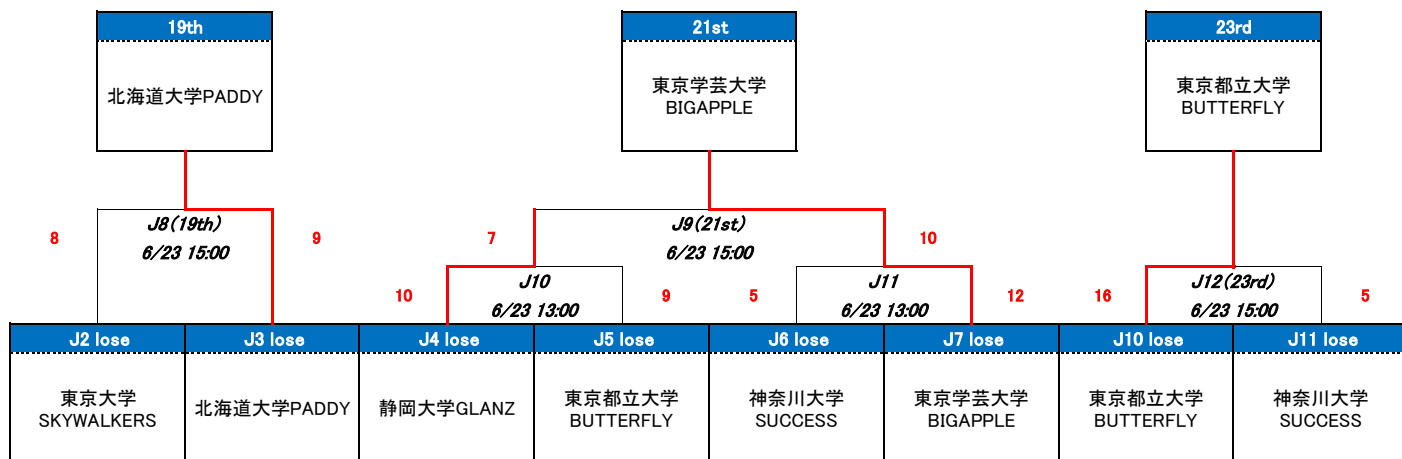 19th
21st
23rd
北海道大学PADDY
東京学芸大学
BIGAPPLE
東京都立大学
BUTTERFLY
8
J8(19th)
6/23 15:00
9
7
J9(21st)
6/23 15:00
10
10
J10
6/23 13:00
9
5
J11
6/23 13:00
12
16
J12(23rd)
6/23 15:00
5
J2 lose
J3 lose
J4 lose
J5 lose
J6 lose
J7 lose
J10 lose
J11 lose
東京大学
SKYWALKERS
北海道大学PADDY
静岡大学GLANZ
東京都立大学
BUTTERFLY
神奈川大学
SUCCESS
東京学芸大学
BIGAPPLE
東京都立大学
BUTTERFLY
神奈川大学
SUCCESS